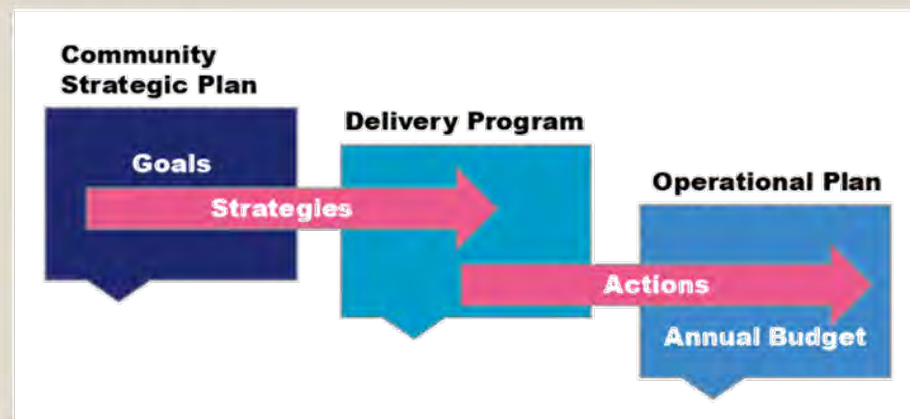 Community
Strategic Plan
Delivery Program
Operational Plan
Goals
Strategies
Actions
Annual Budget